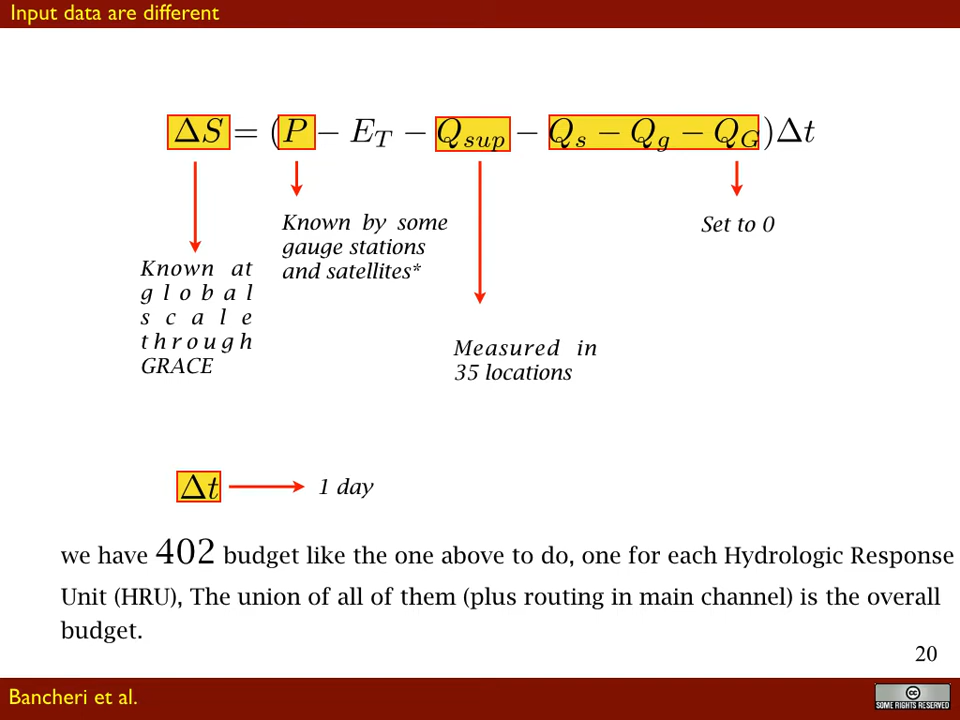 Input data are different
ΔS = (P − E_T − Q_sup − Q_s − Q_g − Q_G)Δt
Known by some
gauge stations
and satellites*
Set to 0
Known at
global
scale
through
GRACE
Measured in
35 locations
Δt
1 day
we have 402 budget like the one above to do, one for each Hydrologic Response
Unit (HRU), The union of all of them (plus routing in main channel) is the overall
budget.
20
Bancheri et al.
cc
SOME RIGHTS RESERVED